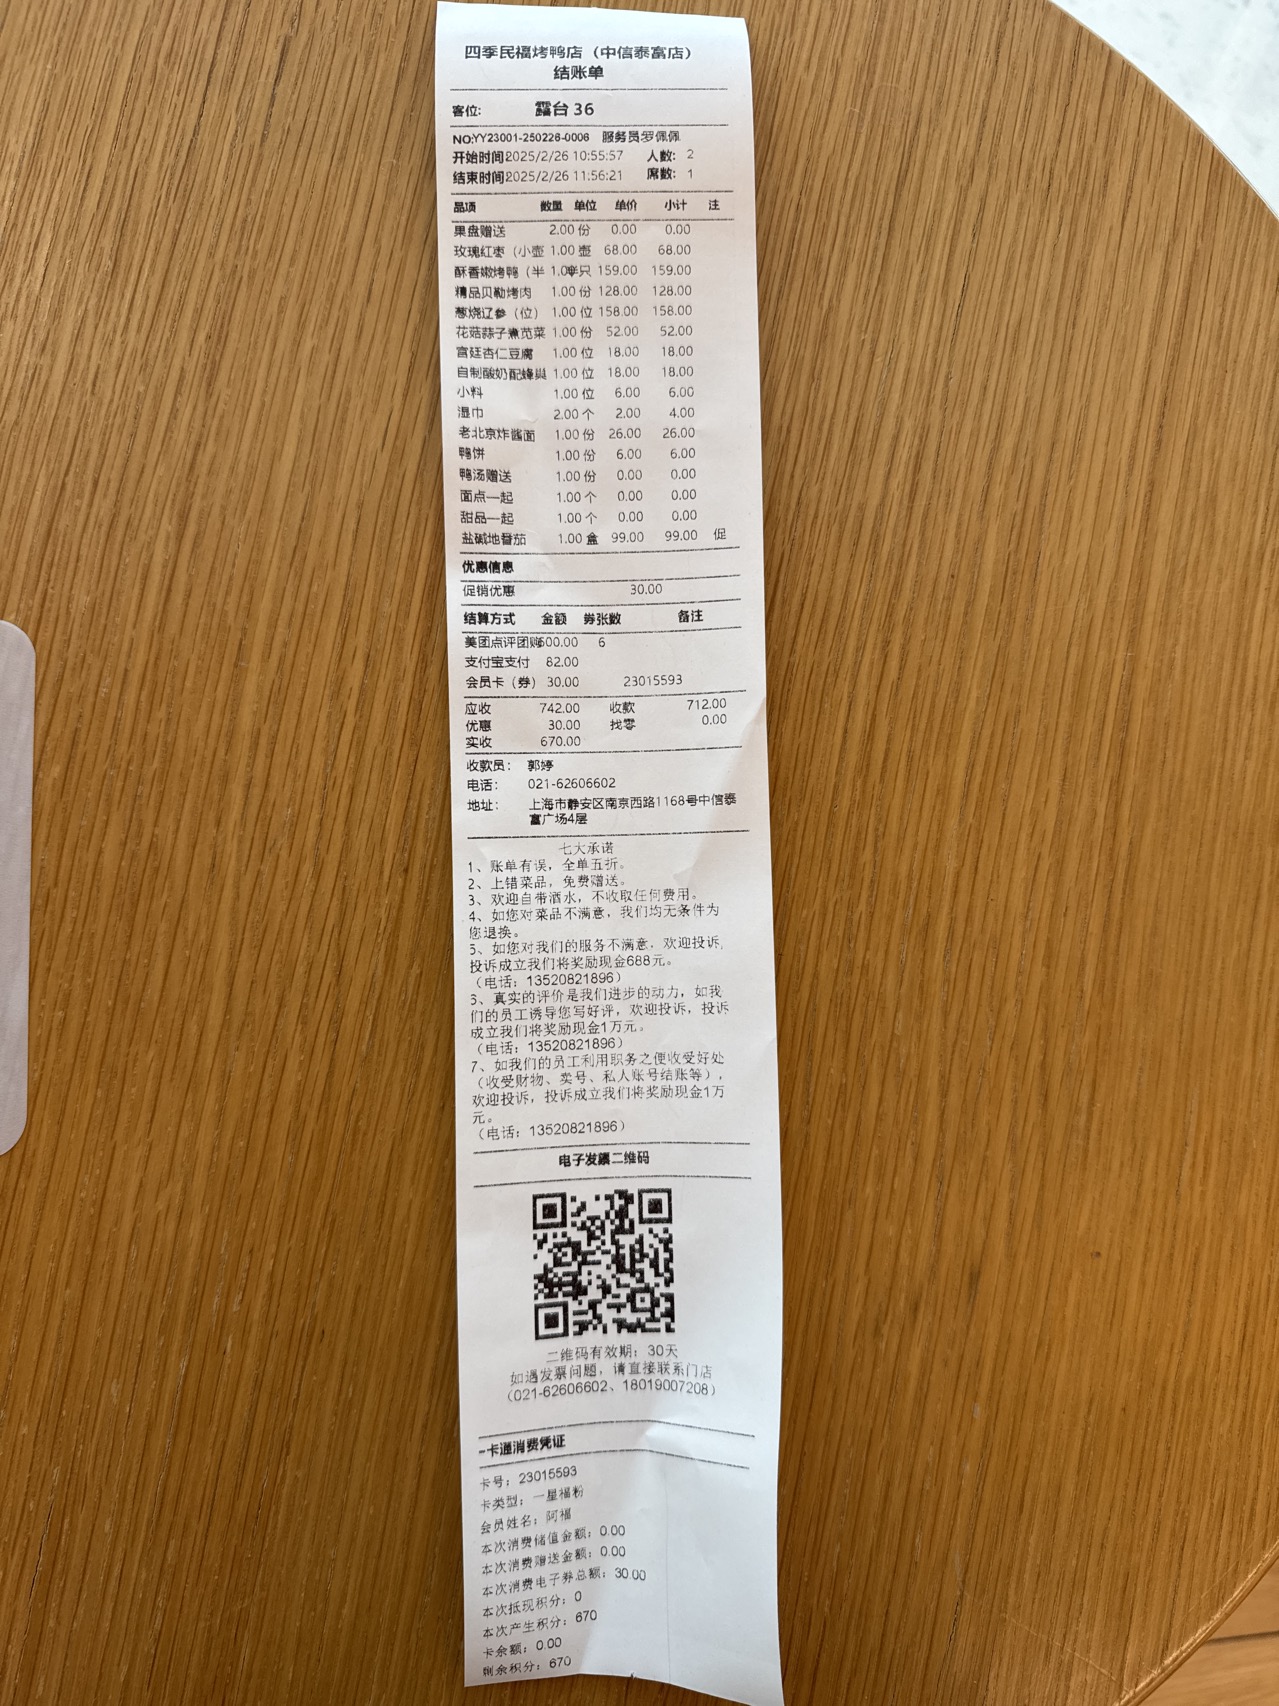 四季民福烤鸭店（中信泰富店）
结账单
客位: 露台 36
NO:YY23001-250226-0006 服务员:罗佩佩
开始时间2025/2/26 10:55:57 人数: 2
结束时间2025/2/26 11:56:21 席数: 1
品项 数量 单位 单价 小计 注
果盘赠送 2.00 份 0.00 0.00
玫瑰红枣（小壶 1.00 壶 68.00 68.00
酥香嫩烤鸭（半 1.00半只 159.00 159.00
精品贝勒烤肉 1.00 份 128.00 128.00
葱烧辽参（位） 1.00 位 158.00 158.00
花菇蒜子煮苋菜 1.00 份 52.00 52.00
宫廷杏仁豆腐 1.00 位 18.00 18.00
自制酸奶配蜂巢 1.00 位 18.00 18.00
小料 1.00 位 6.00 6.00
湿巾 2.00 个 2.00 4.00
老北京炸酱面 1.00 份 26.00 26.00
鸭饼 1.00 份 6.00 6.00
鸭汤赠送 1.00 份 0.00 0.00
面点一起 1.00 个 0.00 0.00
甜品一起 1.00 个 0.00 0.00
盐碱地番茄 1.00 盒 99.00 99.00 促
优惠信息
促销优惠 30.00
结算方式 金额 券张数 备注
美团点评团购600.00 6
支付宝支付 82.00
会员卡（券） 30.00 23015593
应收 742.00 收款 712.00
优惠 30.00 找零 0.00
实收 670.00
收款员: 郭婷
电话: 021-62606602
地址: 上海市静安区南京西路1168号中信泰
富广场4层
七大承诺
1、账单有误，全单五折。
2、上错菜品，免费赠送。
3、欢迎自带酒水，不收取任何费用。
4、如您对菜品不满意，我们均无条件为
您退换。
5、如您对我们的服务不满意，欢迎投诉,
投诉成立我们将奖励现金688元。
（电话：13520821896）
6、真实的评价是我们进步的动力，如我
们的员工诱导您写好评，欢迎投诉，投诉
成立我们将奖励现金1万元。
（电话：13520821896）
7、如我们的员工利用职务之便收受好处
（收受财物、卖号、私人账号结账等），
欢迎投诉，投诉成立我们将奖励现金1万
元。
（电话：13520821896）
电子发票二维码
二维码有效期：30天
如遇发票问题，请直接联系门店
（021-62606602、18019007208）
一卡通消费凭证
卡号：23015593
卡类型：一星福粉
会员姓名：阿福
本次消费储值金额：0.00
本次消费赠送金额：0.00
本次消费电子券总额：30.00
本次抵现积分：0
本次产生积分：670
卡余额：0.00
剩余积分：670